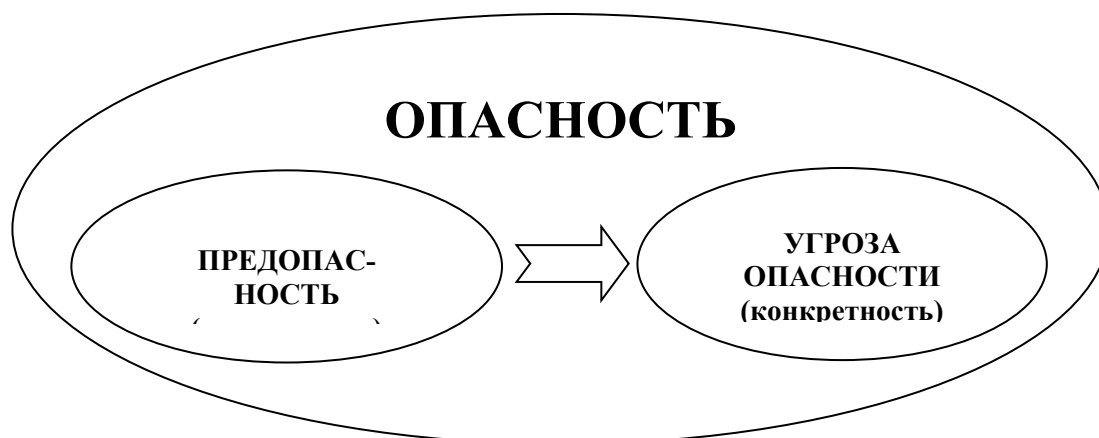 ОПАСНОСТЬ
ПРЕДОПАС-
НОСТЬ
УГРОЗА
ОПАСНОСТИ
(конкретность)